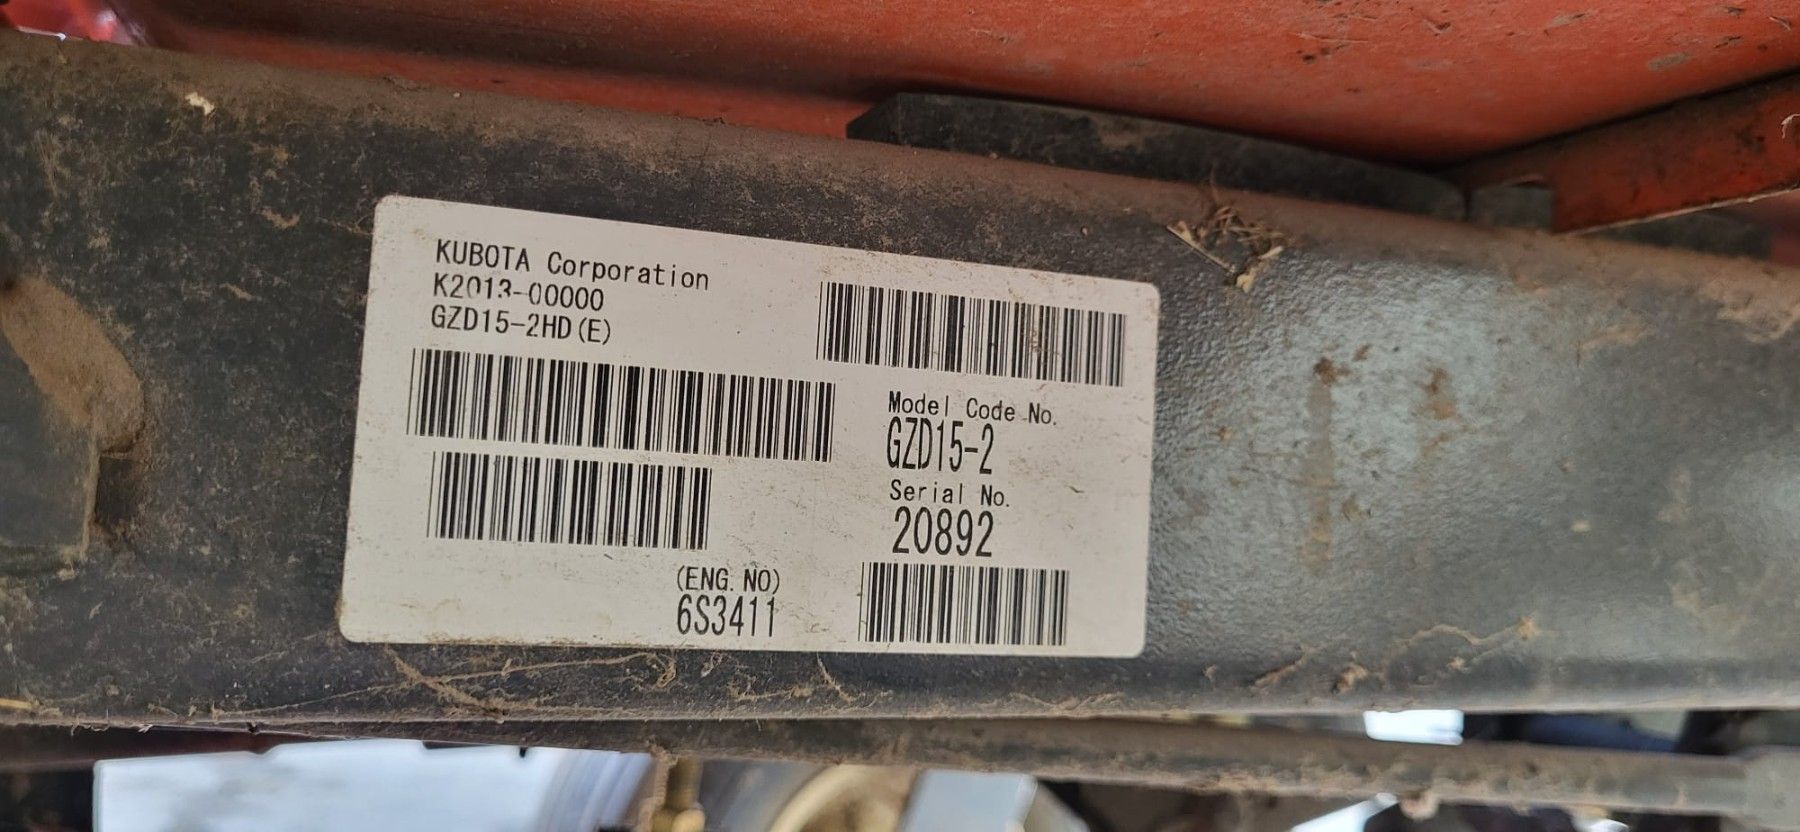 KUBOTA Corporation
K2013-00000
GZD15-2HD(E)
Model Code No.
GZD15-2
Serial No.
20892
(ENG. NO)
6S3411